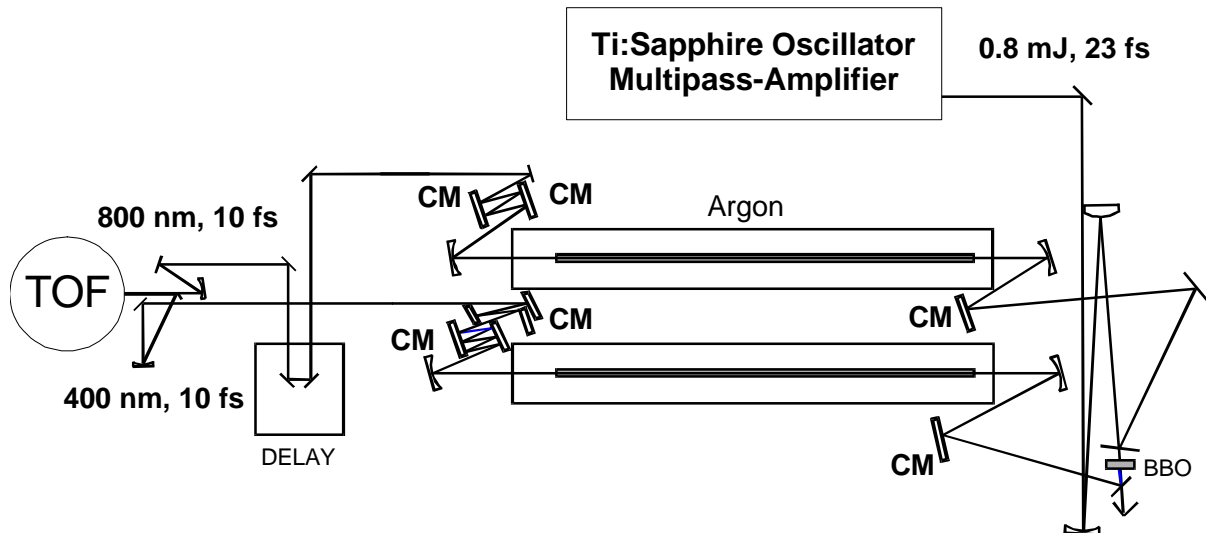 Ti:Sapphire Oscillator
Multipass-Amplifier
0.8 mJ, 23 fs
CM
CM
Argon
800 nm, 10 fs
TOF
CM
CM
CM
400 nm, 10 fs
DELAY
CM
BBO